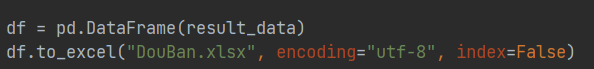 df = pd.DataFrame(result_data)
df.to_excel("DouBan.xlsx", encoding="utf-8", index=False)